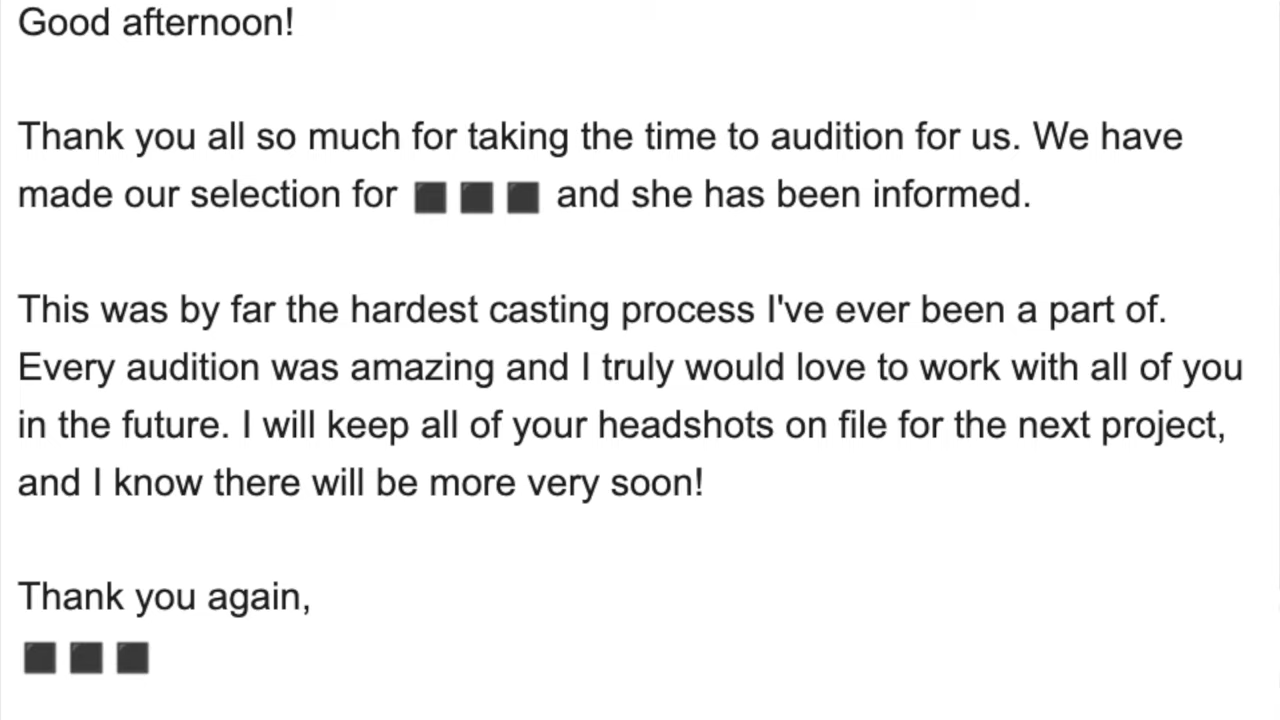 Good afternoon!
Thank you all so much for taking the time to audition for us. We have
made our selection for ⬛ ⬛ ⬛ and she has been informed.
This was by far the hardest casting process I've ever been a part of.
Every audition was amazing and I truly would love to work with all of you
in the future. I will keep all of your headshots on file for the next project,
and I know there will be more very soon!
Thank you again,
⬛ ⬛ ⬛